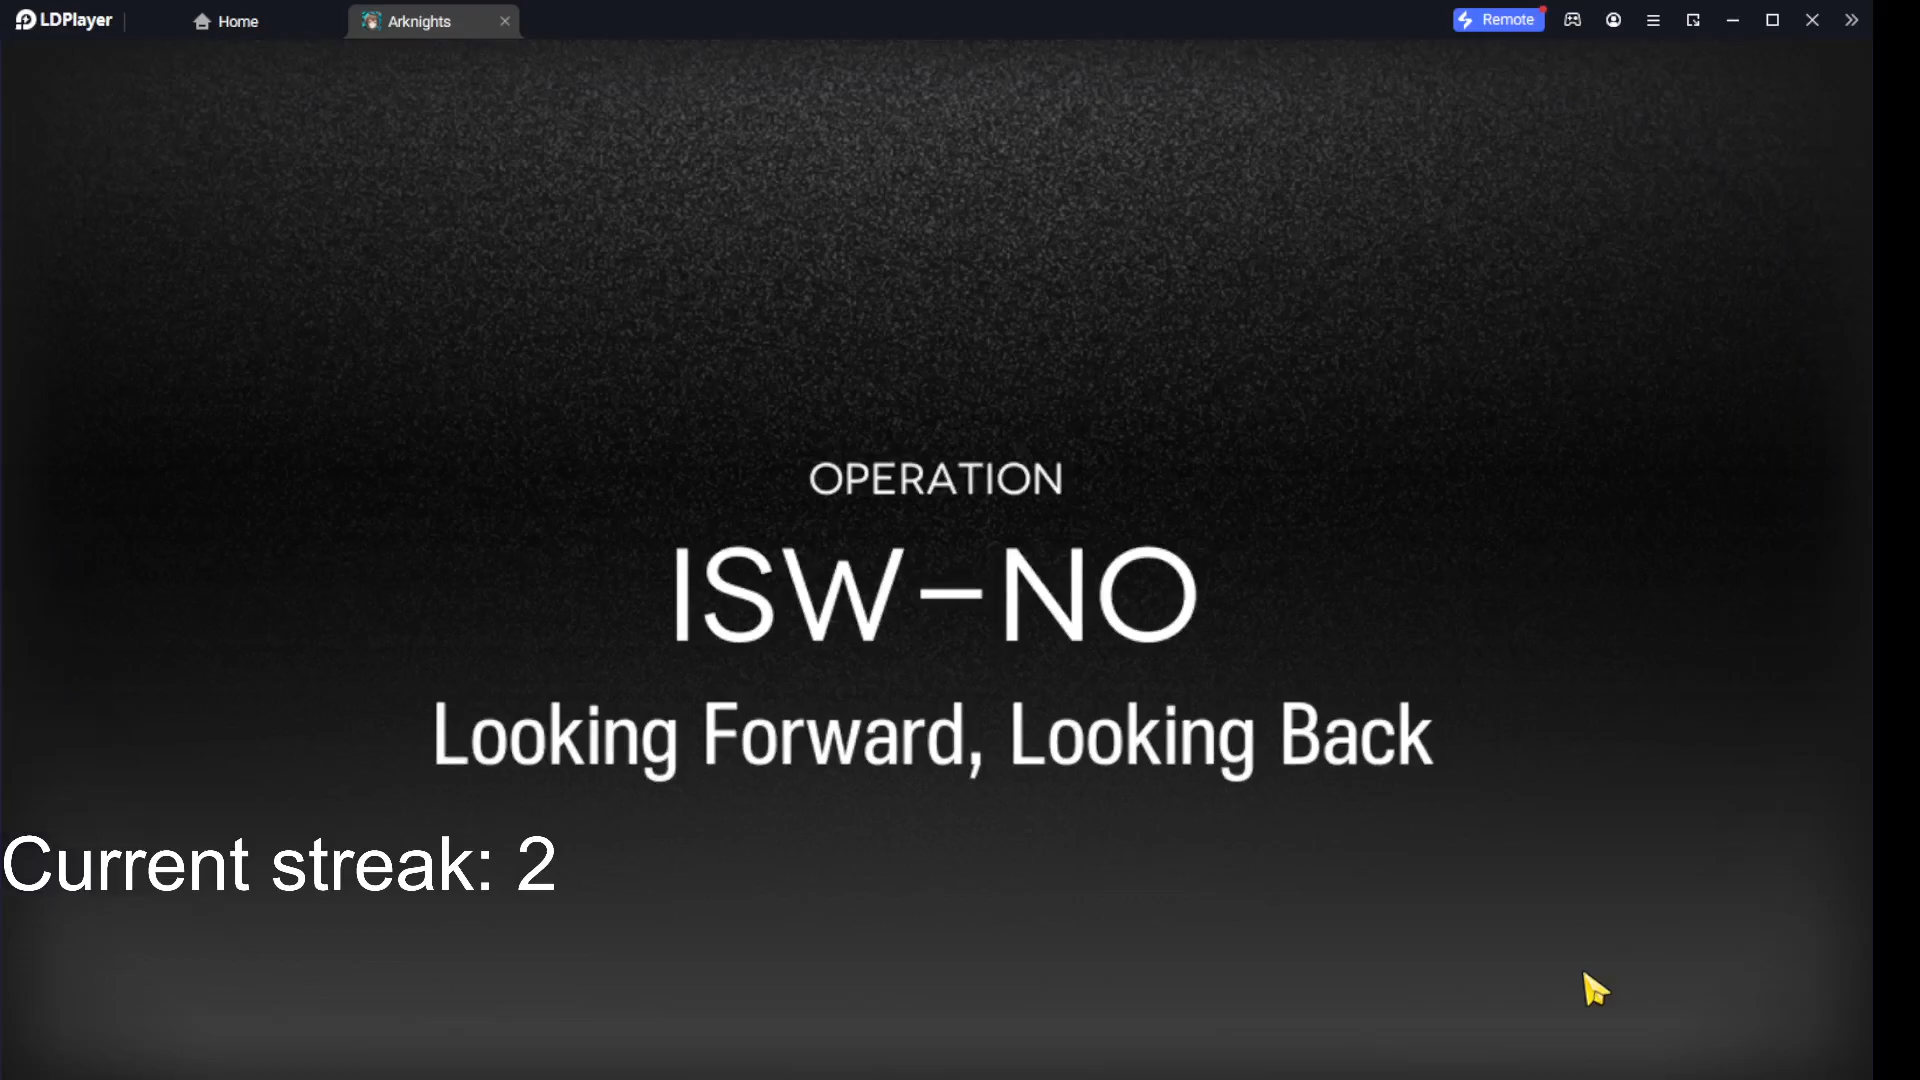 LDPlayer
Home
Arknights
Remote
OPERATION
ISW-NO
Looking Forward, Looking Back
Current streak: 2